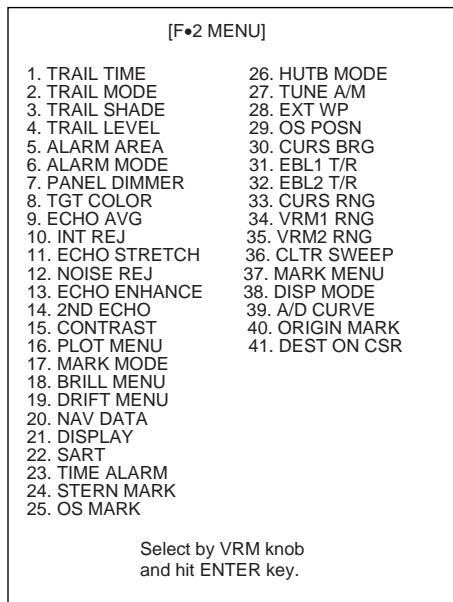 [F•2 MENU]
1. TRAIL TIME
2. TRAIL MODE
3. TRAIL SHADE
4. TRAIL LEVEL
5. ALARM AREA
6. ALARM MODE
7. PANEL DIMMER
8. TGT COLOR
9. ECHO AVG
10. INT REJ
11. ECHO STRETCH
12. NOISE REJ
13. ECHO ENHANCE
14. 2ND ECHO
15. CONTRAST
16. PLOT MENU
17. MARK MODE
18. BRILL MENU
19. DRIFT MENU
20. NAV DATA
21. DISPLAY
22. SART
23. TIME ALARM
24. STERN MARK
25. OS MARK
26. HUTB MODE
27. TUNE A/M
28. EXT WP
29. OS POSN
30. CURS BRG
31. EBL1 T/R
32. EBL2 T/R
33. CURS RNG
34. VRM1 RNG
35. VRM2 RNG
36. CLTR SWEEP
37. MARK MENU
38. DISP MODE
39. A/D CURVE
40. ORIGIN MARK
41. DEST ON CSR
Select by VRM knob
and hit ENTER key.